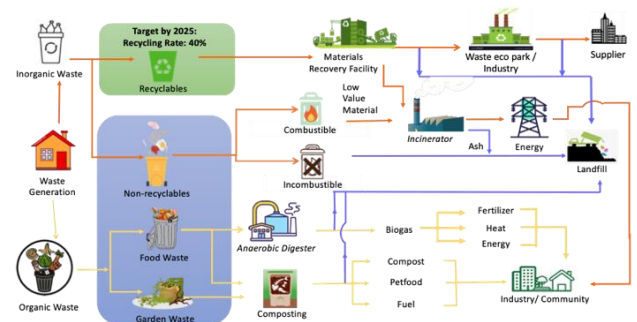 Target by 2025:
Recycling Rate: 40%
Recyclables
Inorganic Waste
Materials
Recovery Facility
Waste eco park /
Industry
Supplier
Low
Value
Material
Combustible
Incinerator
Energy
Ash
Landfill
Waste
Generation
Non-recyclables
Incombustible
Food Waste
Anaerobic Digester
Biogas
Fertilizer
Heat
Energy
Organic Waste
Garden Waste
Composting
Compost
Petfood
Fuel
Industry/ Community